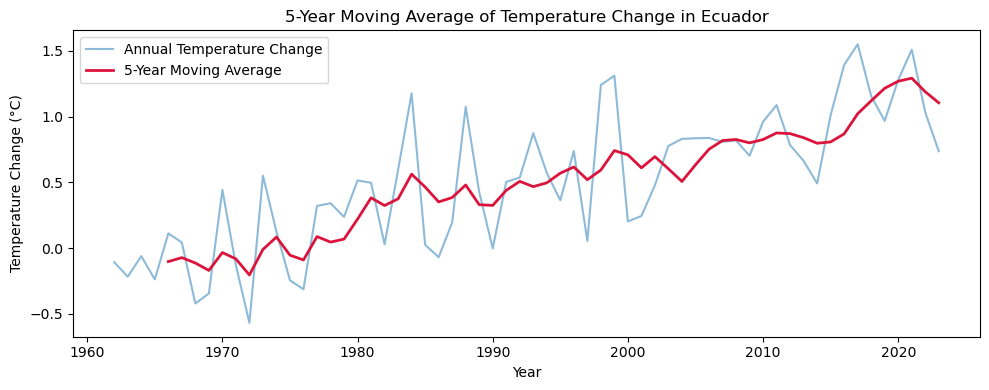 5-Year Moving Average of Temperature Change in Ecuador
Annual Temperature Change
5-Year Moving Average
Temperature Change (°C)
1.5
1.0
0.5
0.0
−0.5
1960
1970
1980
1990
2000
2010
2020
Year